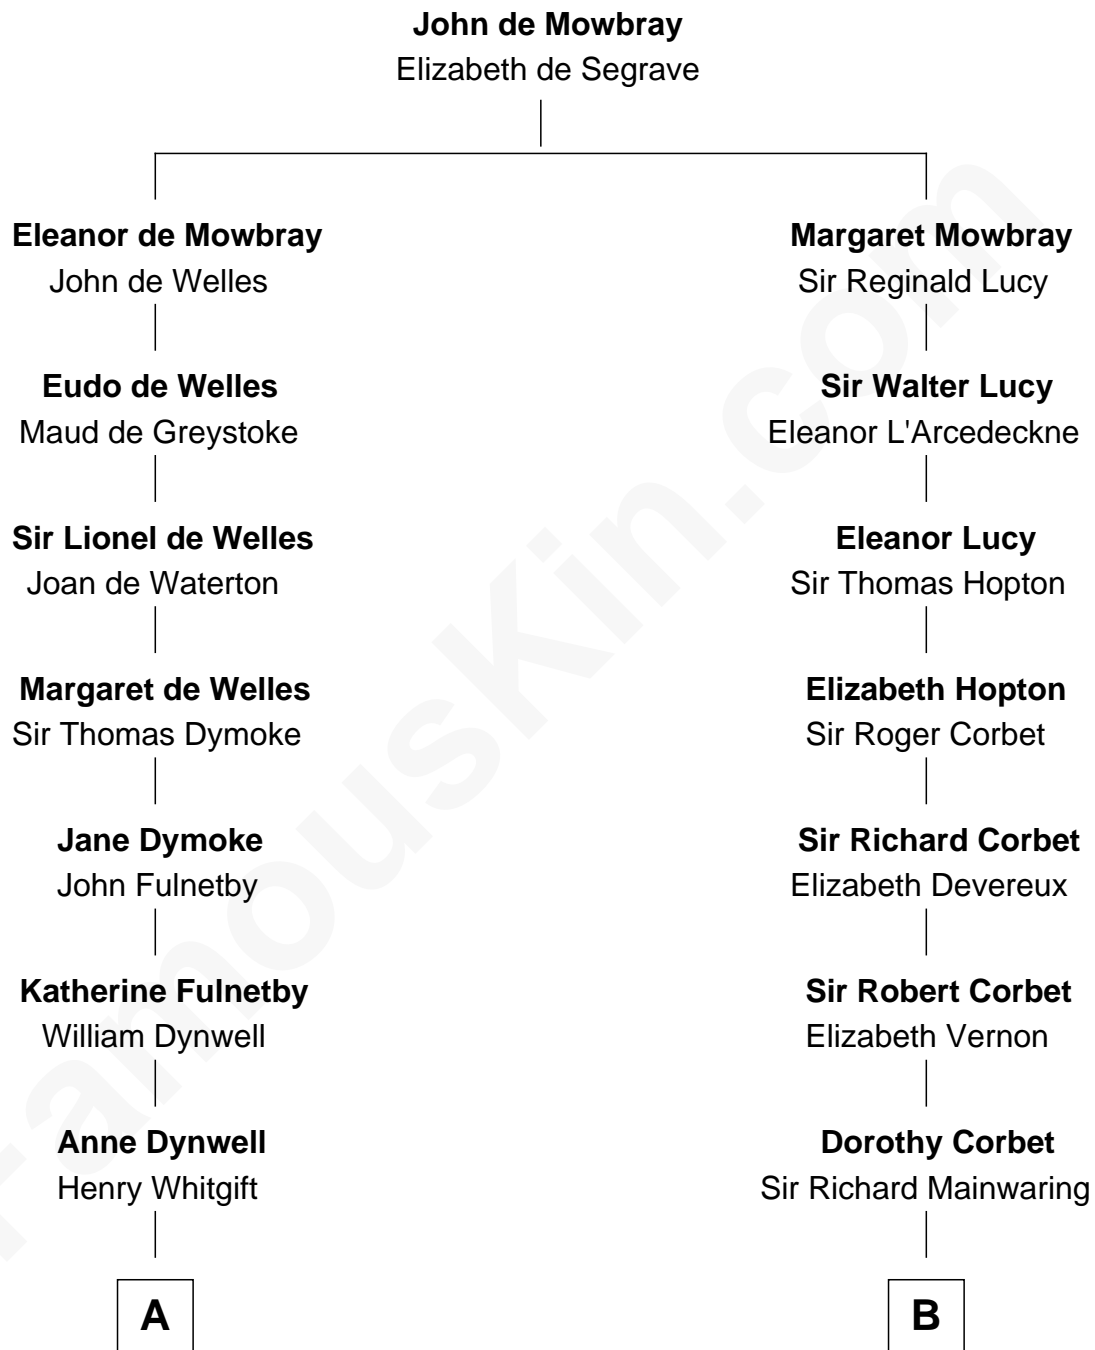 John de Mowbray
Elizabeth de Segrave
Eleanor de Mowbray
John de Welles
Margaret Mowbray
Sir Reginald Lucy
Eudo de Welles
Maud de Greystoke
Sir Walter Lucy
Eleanor L'Arcedeckne
Sir Lionel de Welles
Joan de Waterton
Eleanor Lucy
Sir Thomas Hopton
Margaret de Welles
Sir Thomas Dymoke
Elizabeth Hopton
Sir Roger Corbet
Jane Dymoke
John Fulnetby
Sir Richard Corbet
Elizabeth Devereux
Katherine Fulnetby
William Dynwell
Sir Robert Corbet
Elizabeth Vernon
Anne Dynwell
Henry Whitgift
Dorothy Corbet
Sir Richard Mainwaring
A
B
FamousKin.com